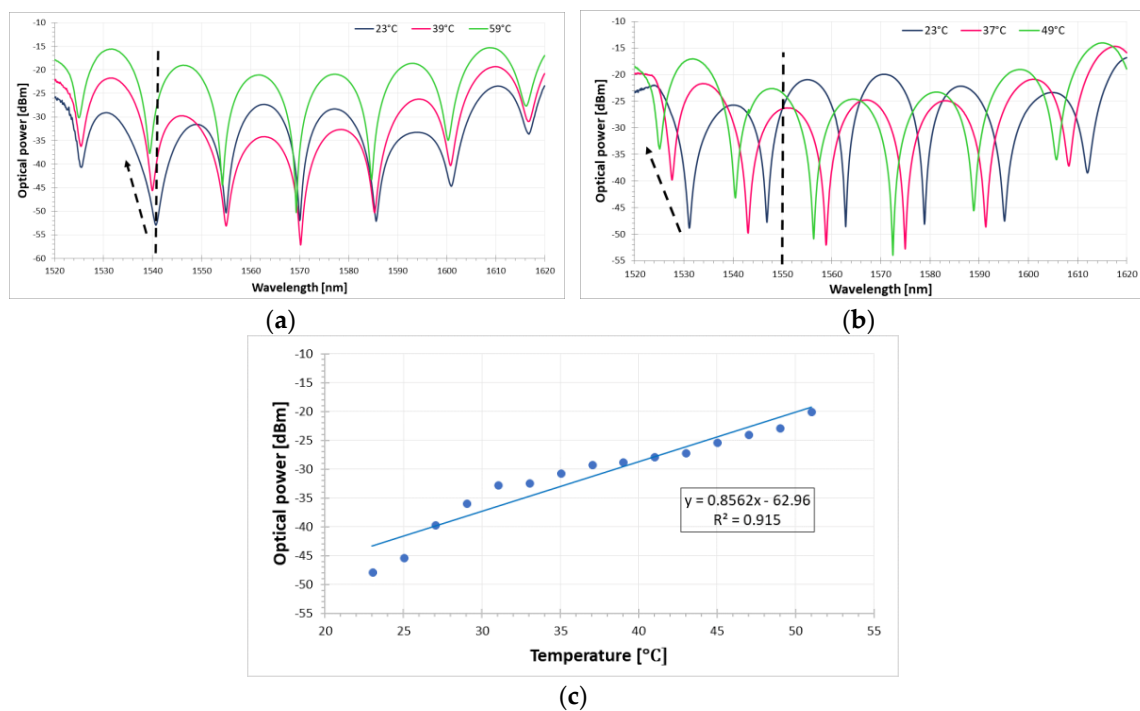 23°C 39°C 59°C
Optical power [dBm]
-10
-15
-20
-25
-30
-35
-40
-45
-50
-55
-60
1520 1530 1540 1550 1560 1570 1580 1590 1600 1610 1620
Wavelength [nm]
(a)
23°C 37°C 49°C
Optical power [dBm]
-10
-15
-20
-25
-30
-35
-40
-45
-50
-55
1520 1530 1540 1550 1560 1570 1580 1590 1600 1610 1620
Wavelength [nm]
(b)
Optical power [dBm]
-10
-15
-20
-25
-30
-35
-40
-45
-50
-55
y = 0.8562x - 62.96
R² = 0.915
20 25 30 35 40 45 50 55
Temperature [°C]
(c)